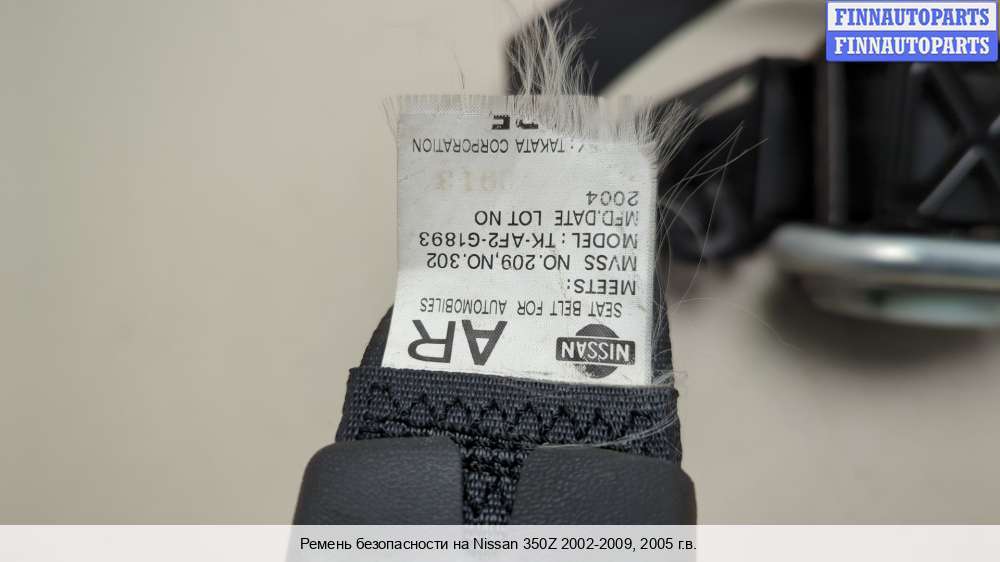 FINNAUTOPARTS
FINNAUTOPARTS
NISSAN AR
SEAT BELT FOR AUTOMOBILES
MEETS:
MVSS NO.209,NO.302
MODEL: TK-AF2-G1893
MFD.DATE LOT NO
2004
: TAKATA CORPORATION
Ремень безопасности на Nissan 350Z 2002-2009, 2005 г.в.